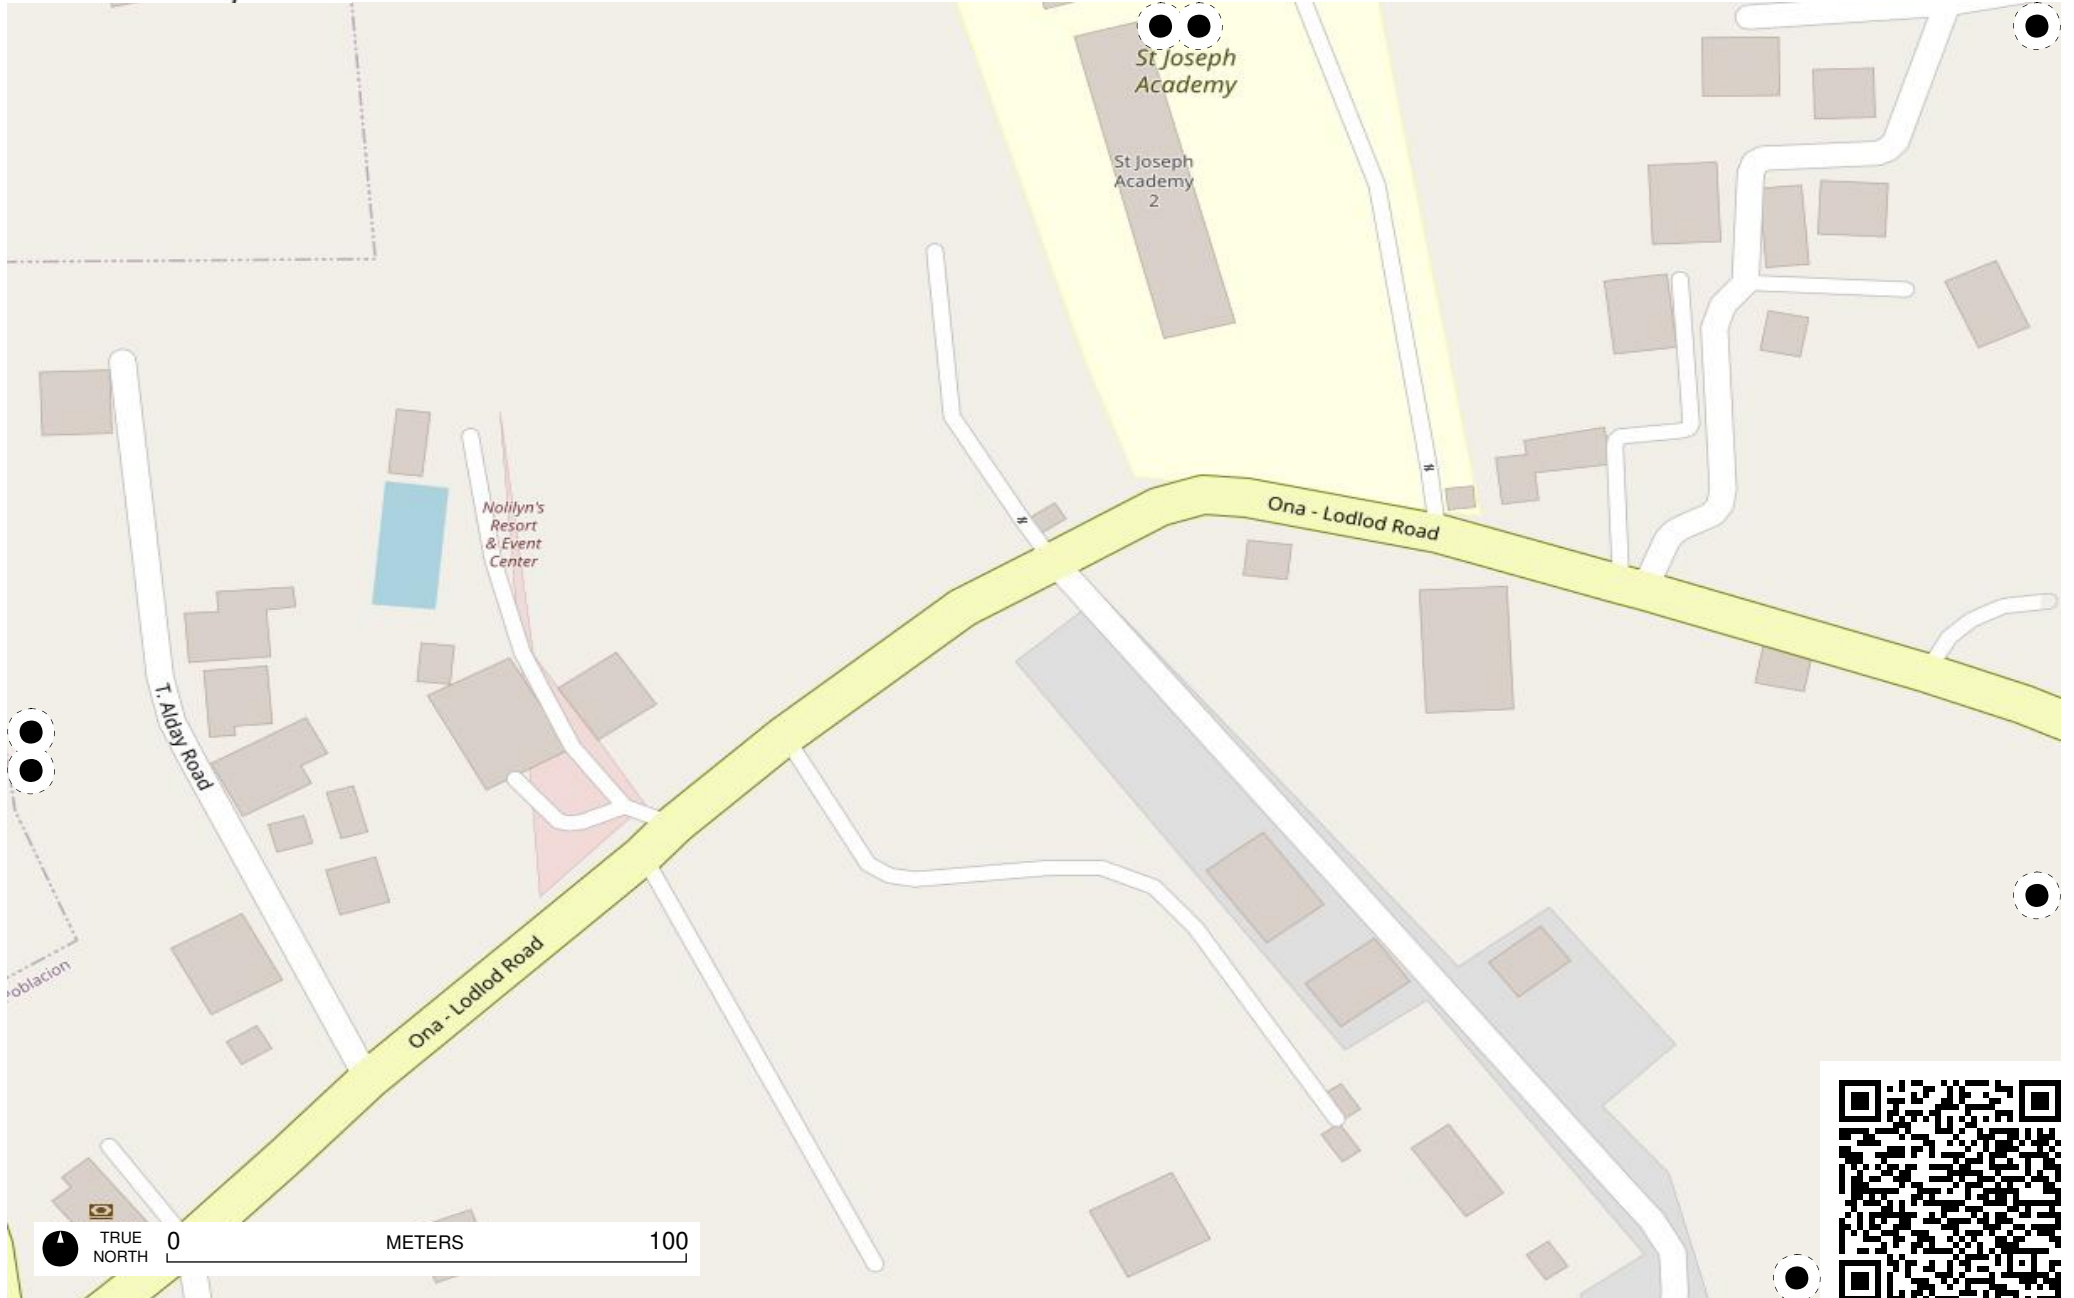 St Joseph
Academy
St Joseph
Academy
2
Ona - Lodlod Road
Nolilyn's
Resort
& Event
Center
T. Alday Road
Ona - Lodlod Road
TRUE
NORTH
0
METERS
100